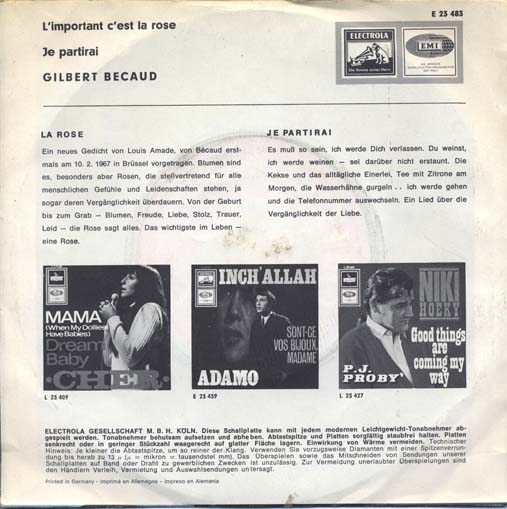 E 23 483
L'important c'est la rose
Je partirai
GILBERT BECAUD
ELECTROLA
Die Stimme seines Herrn
EMI
LA ROSE
Ein neues Gedicht von Louis Amade, von Bécaud erst-
mals am 10. 2. 1967 in Brüssel vorgetragen. Blumen sind
es, besonders aber Rosen, die stellvertretend für alle
menschlichen Gefühle und Leidenschaften stehen, ja
sogar deren Vergänglichkeit überdauern. Von der Geburt
bis zum Grab — Blumen, Freude, Liebe, Stolz, Trauer,
Leid — die Rose sagt alles. Das wichtigste im Leben —
eine Rose.
JE PARTIRAI
Es muß so sein, ich werde Dich verlassen. Du weinst,
ich werde weinen — sei darüber nicht erstaunt. Die
Kekse und das alltägliche Einerlei, Tee mit Zitrone am
Morgen, die Wasserhähne gurgeln . . ich werde gehen
und die Telefonnummer auswechseln. Ein Lied über die
Vergänglichkeit der Liebe.
MAMA
(When My Dollies
Have Babies)
Dream
Baby
·CHER·
L 23 409
INCH'ALLAH
SONT-CE
VOS BIJOUX,
MADAME
ADAMO
E 23 439
NIKI
HOEKY
Good things
are
coming my
way
P.J.
PROBY
L 23 427
ELECTROLA GESELLSCHAFT M. B. H. KÖLN. Diese Schallplatte kann mit jedem modernen Leichtgewicht-Tonabnehmer ab-
gespielt werden. Tonabnehmer behutsam aufsetzen und abheben. Abtastspitze und Platten sorgfältig staubfrei halten. Platten
senkrecht oder in geringer Stückzahl waagerecht auf glatter Fläche lagern. Einwirkung von Wärme vermeiden. Technischer
Hinweis: Je kleiner die Abtastspitze, um so reiner der Klang. Verwenden Sie vorzugsweise Diamanten mit einer Spitzenverrun-
dung bis herab zu 13 µ (µ = mikron = tausendstel mm). Das Überspielen sowie das Mitschneiden von Sendungen unserer
Schallplatten auf Band oder Draht zu gewerblichen Zwecken ist unzulässig. Zur Vermeidung unerlaubter Überspielungen sind
den Händlern Verleih, Vermietung und Auswahlsendungen untersagt.
Printed in Germany - Imprimé en Allemagne - Impreso en Alemania